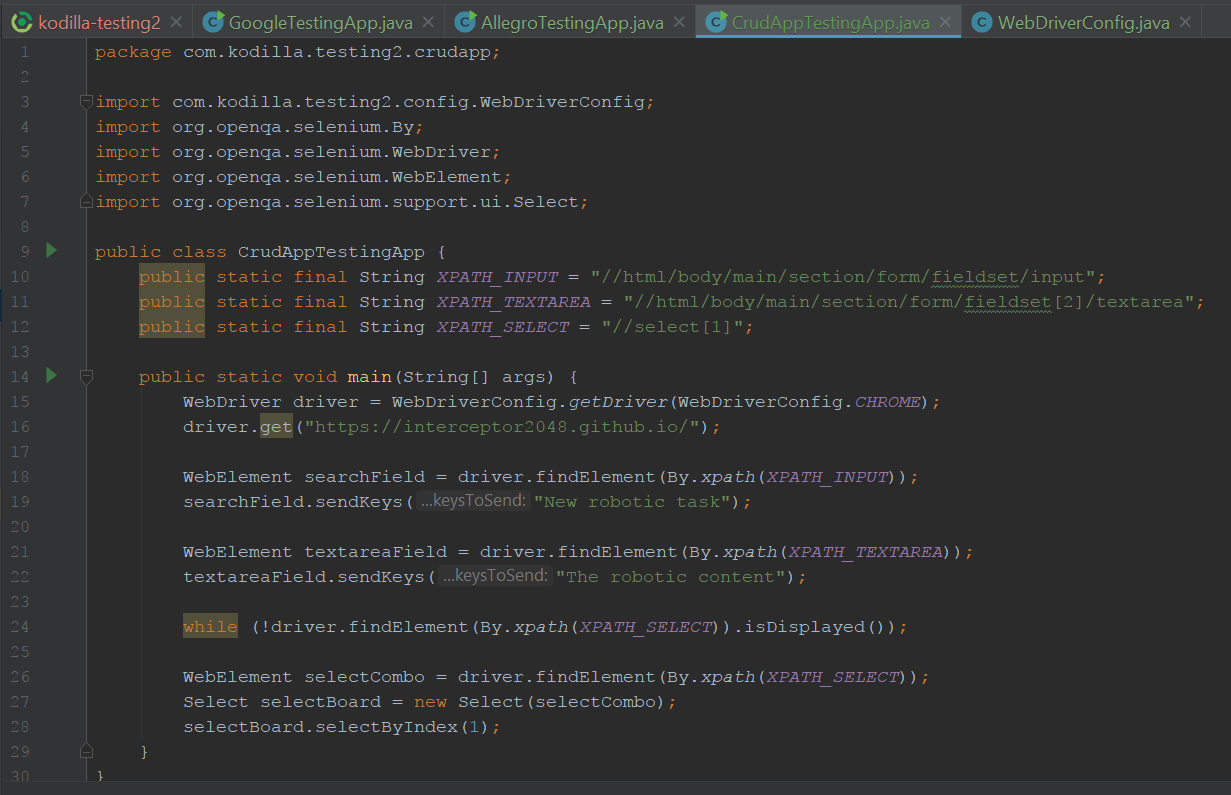 kodilla-testing2 GoogleTestingApp.java AllegroTestingApp.java CrudAppTestingApp.java WebDriverConfig.java
1 package com.kodilla.testing2.crudapp;
2
3 import com.kodilla.testing2.config.WebDriverConfig;
4 import org.openqa.selenium.By;
5 import org.openqa.selenium.WebDriver;
6 import org.openqa.selenium.WebElement;
7 import org.openqa.selenium.support.ui.Select;
8
9 public class CrudAppTestingApp {
10 public static final String XPATH_INPUT = "//html/body/main/section/form/fieldset/input";
11 public static final String XPATH_TEXTAREA = "//html/body/main/section/form/fieldset[2]/textarea";
12 public static final String XPATH_SELECT = "//select[1]";
13
14 public static void main(String[] args) {
15 WebDriver driver = WebDriverConfig.getDriver(WebDriverConfig.CHROME);
16 driver.get("https://interceptor2048.github.io/");
17
18 WebElement searchField = driver.findElement(By.xpath(XPATH_INPUT));
19 searchField.sendKeys( ...keysToSend: "New robotic task");
20
21 WebElement textareaField = driver.findElement(By.xpath(XPATH_TEXTAREA));
22 textareaField.sendKeys( ...keysToSend: "The robotic content");
23
24 while (!driver.findElement(By.xpath(XPATH_SELECT)).isDisplayed());
25
26 WebElement selectCombo = driver.findElement(By.xpath(XPATH_SELECT));
27 Select selectBoard = new Select(selectCombo);
28 selectBoard.selectByIndex(1);
29 }
30 }